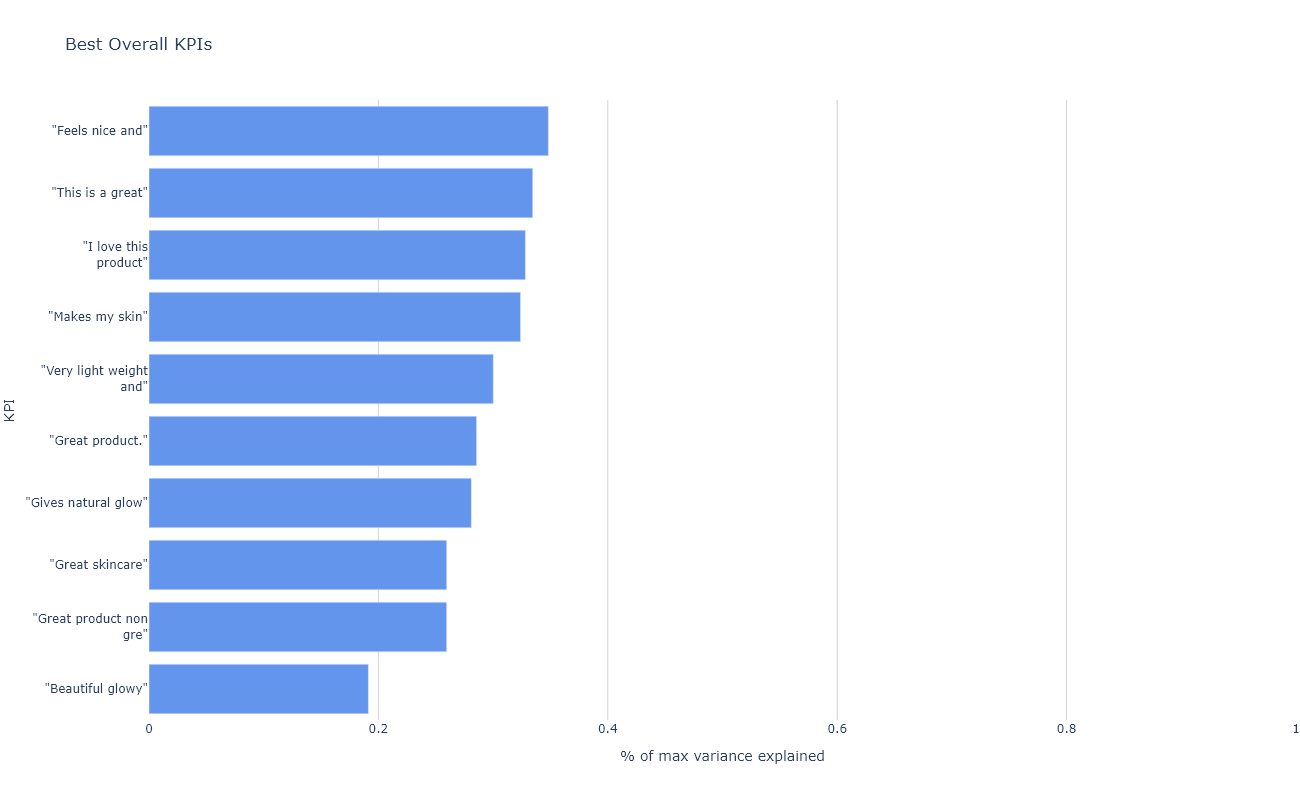 Best Overall KPIs
KPI
"Feels nice and"
"This is a great"
"I love this
product"
"Makes my skin"
"Very light weight
and"
"Great product."
"Gives natural glow"
"Great skincare"
"Great product non
gre"
"Beautiful glowy"
0
0.2
0.4
0.6
0.8
1
% of max variance explained